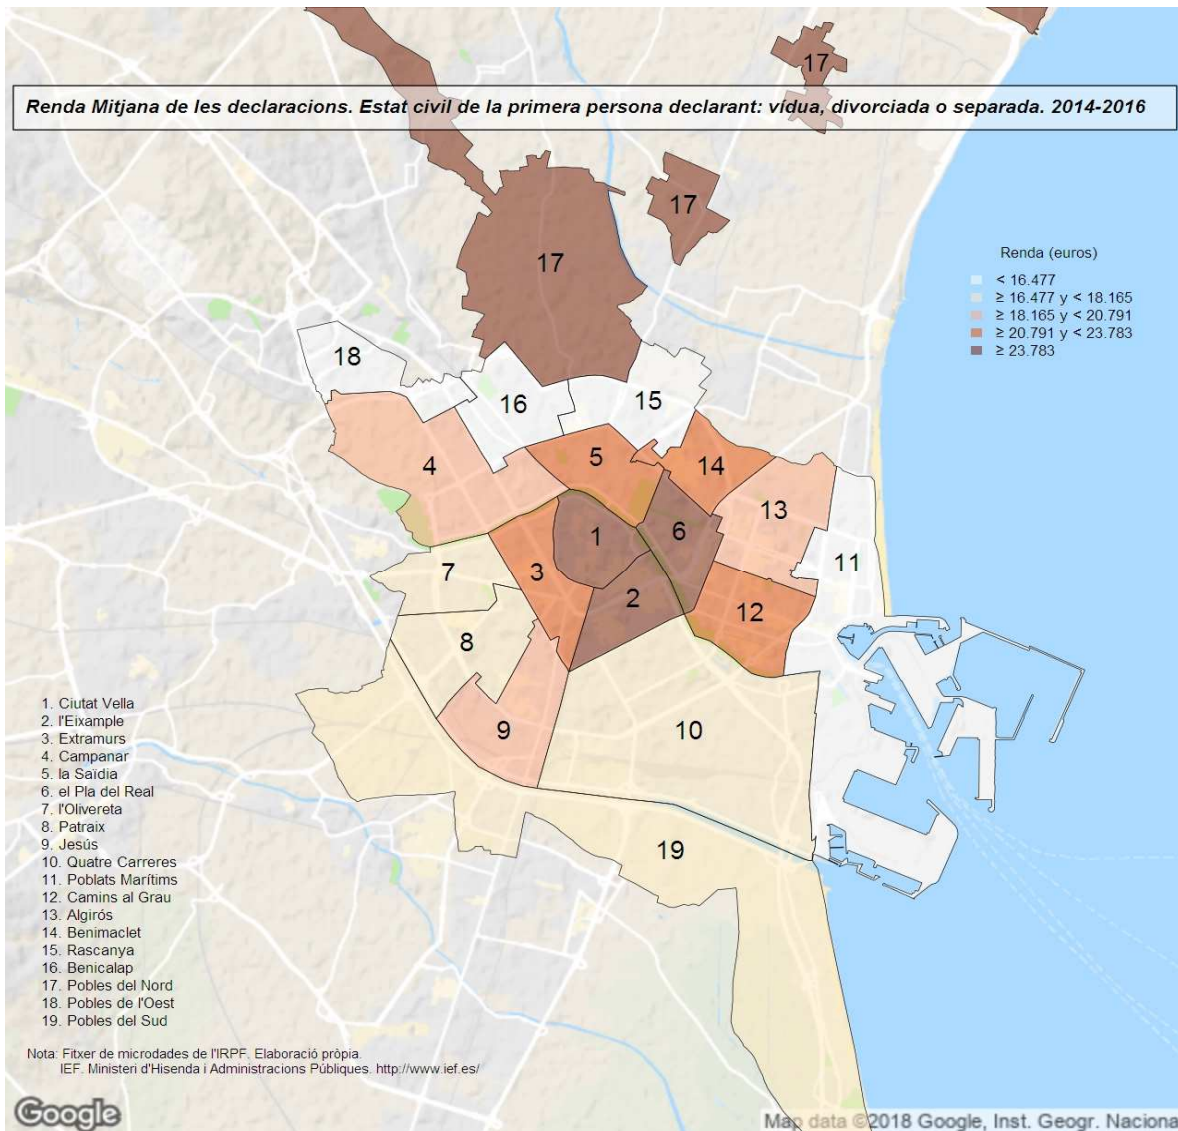 17
Renda Mitjana de les declaracions. Estat civil de la primera persona declarant: vídua, divorciada o separada. 2014-2016
17
17
Renda (euros)
< 16.477
≥ 16.477 y < 18.165
≥ 18.165 y < 20.791
≥ 20.791 y < 23.783
≥ 23.783
18
16
15
4
5
14
13
1
6
11
7
3
2
12
8
9
10
19
1. Ciutat Vella
2. l'Eixample
3. Extramurs
4. Campanar
5. la Saïdia
6. el Pla del Real
7. l'Olivereta
8. Patraix
9. Jesús
10. Quatre Carreres
11. Poblats Marítims
12. Camins al Grau
13. Algirós
14. Benimaclet
15. Rascanya
16. Benicalap
17. Pobles del Nord
18. Pobles de l'Oest
19. Pobles del Sud
Nota: Fitxer de microdades de l'IRPF. Elaboració pròpia.
IEF. Ministeri d'Hisenda i Administracions Públiques. http://www.ief.es/
Google
Map data ©2018 Google, Inst. Geogr. Naciona